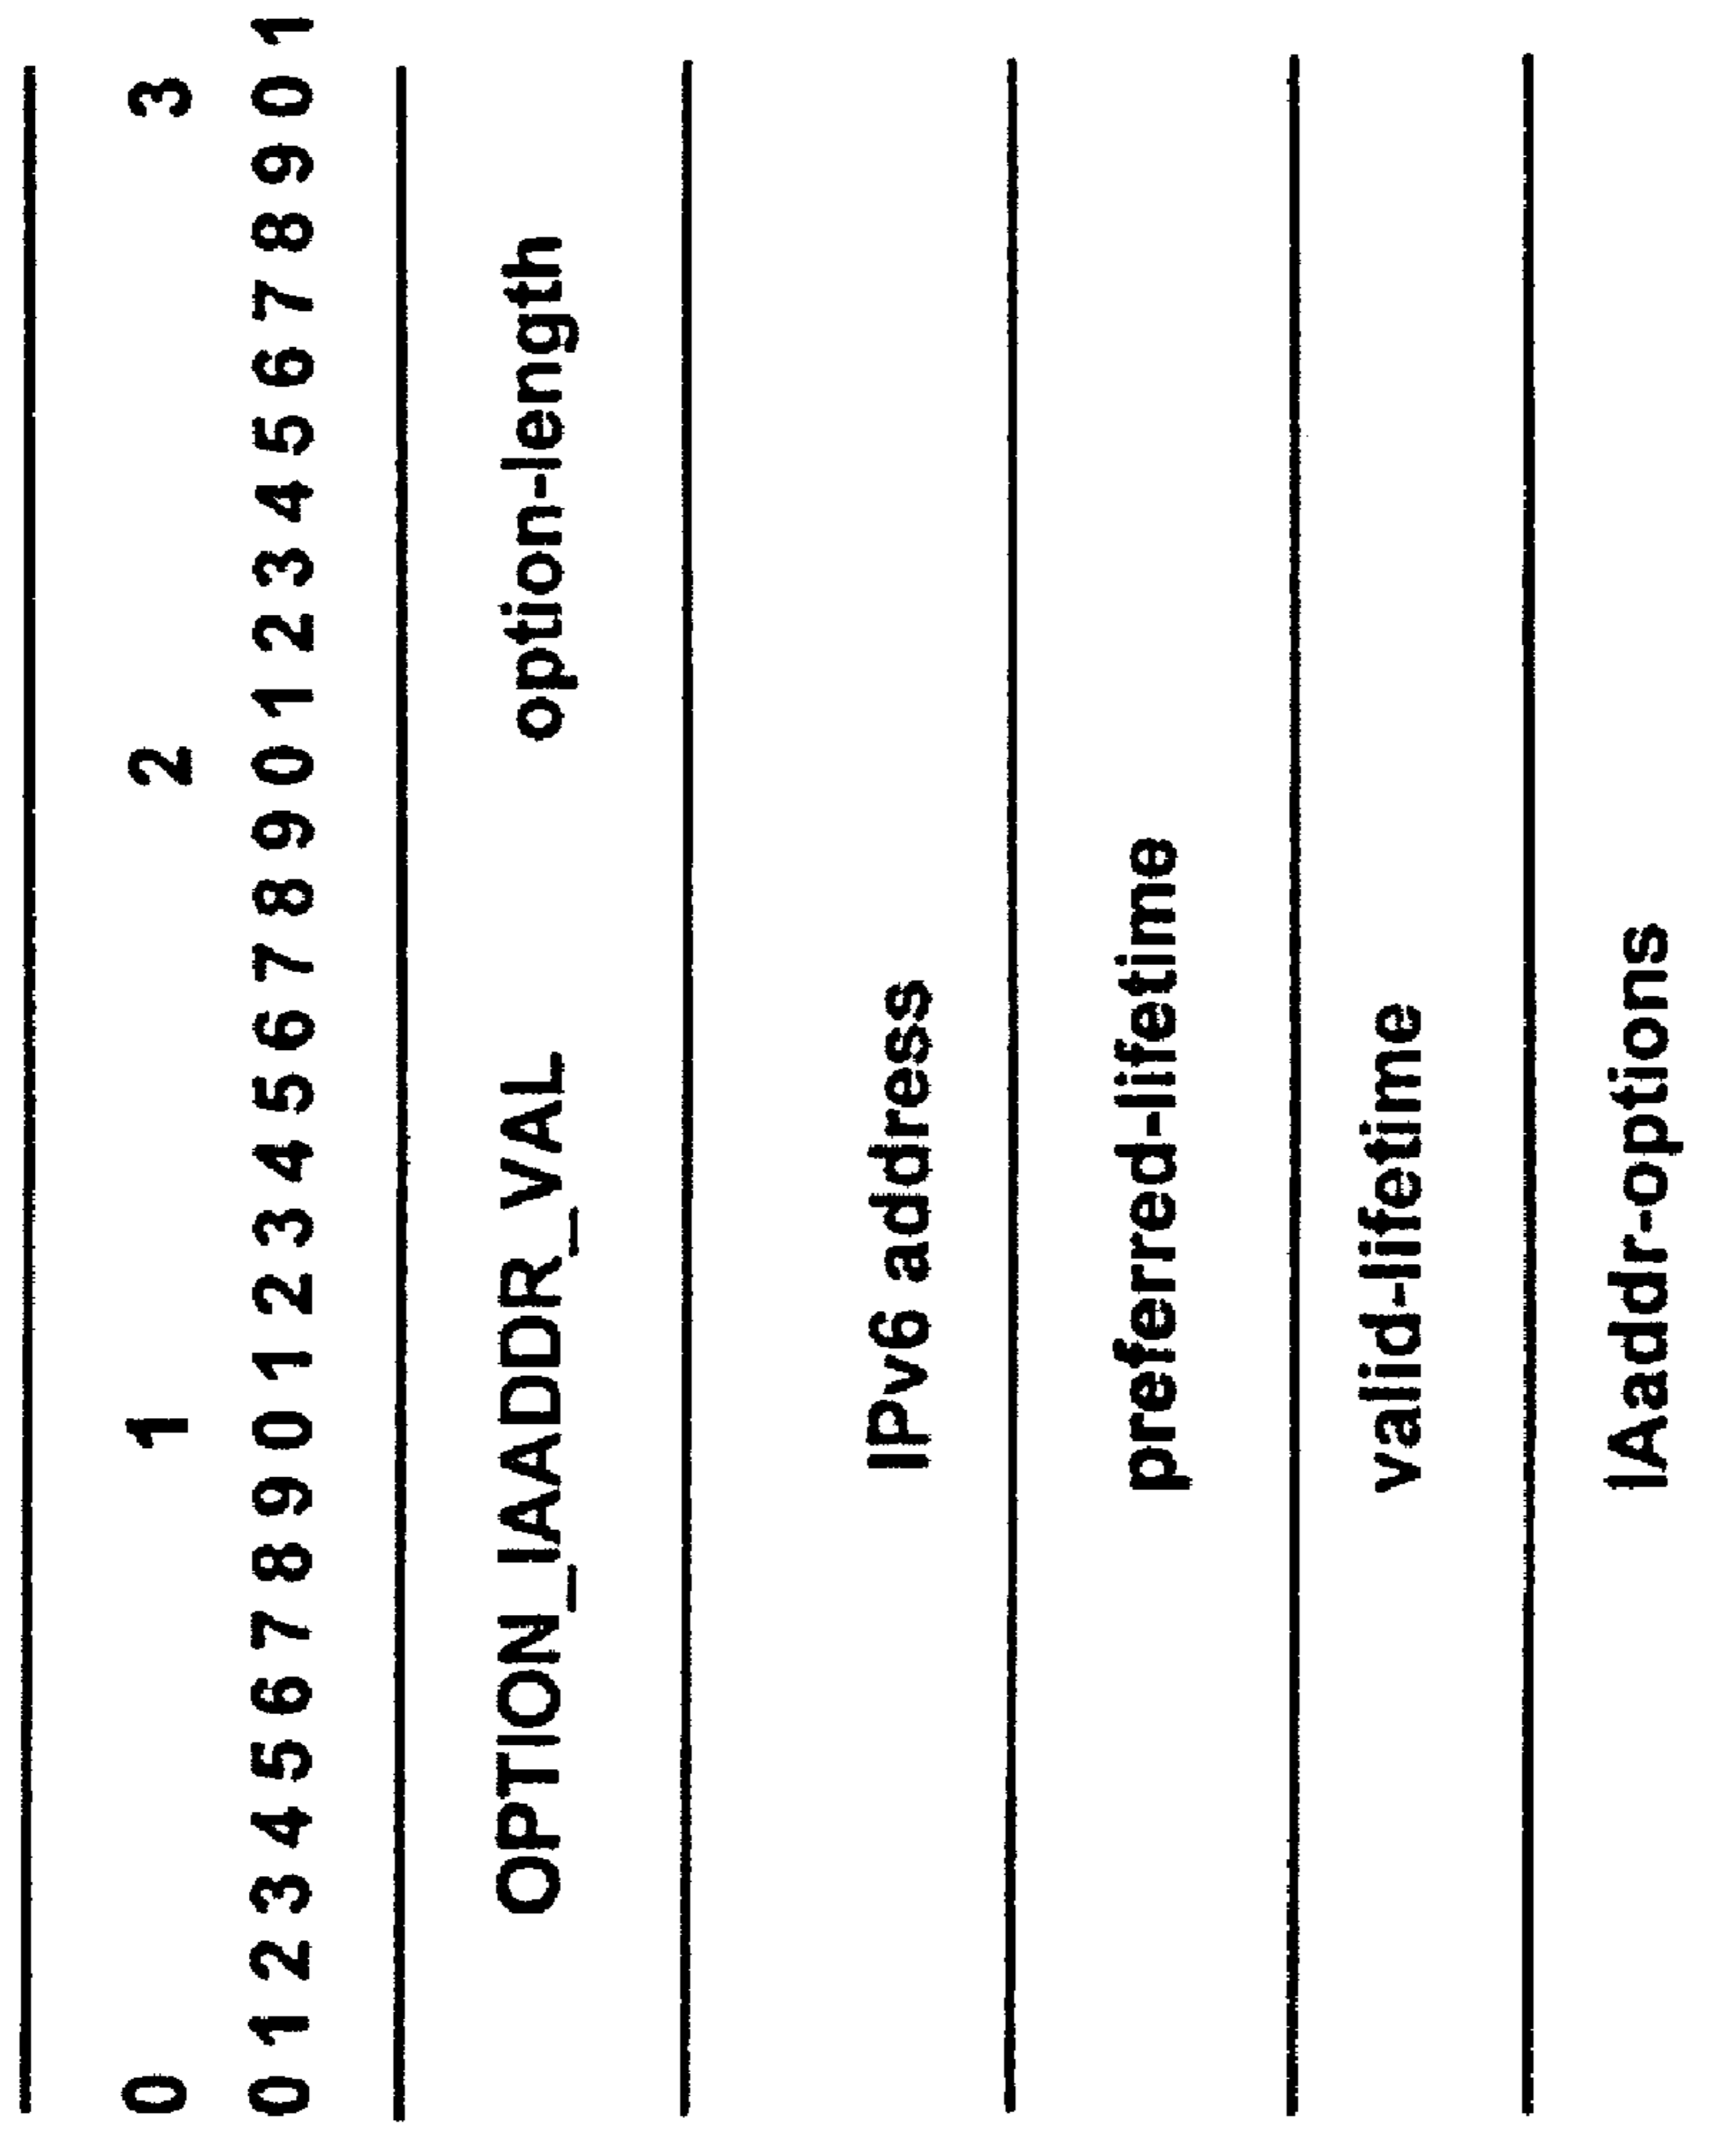 0 1 2 3
0 1 2 3 4 5 6 7 8 9 0 1 2 3 4 5 6 7 8 9 0 1 2 3 4 5 6 7 8 9 0 1
OPTION_IAADDR_VAL option-length
IPv6 address
preferred-lifetime
valid-lifetime
IAaddr-options